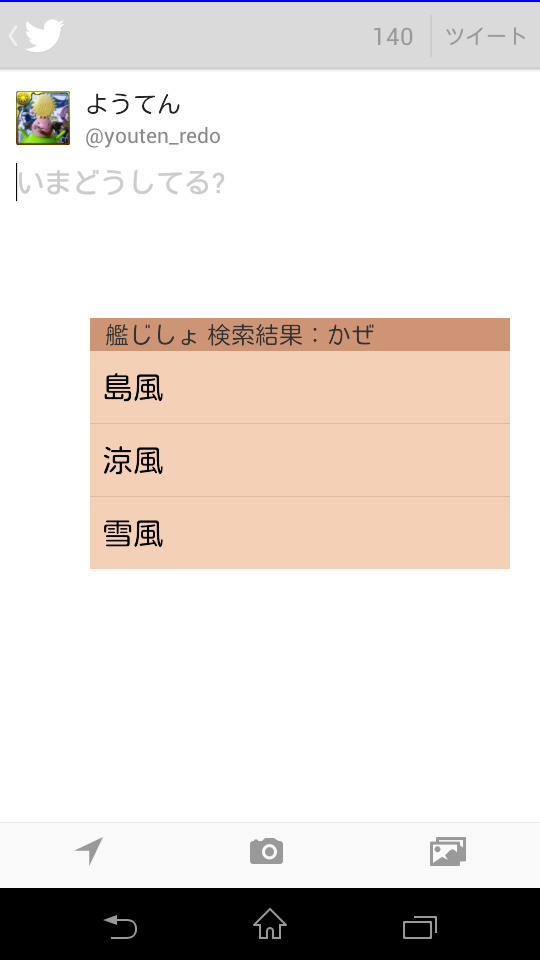 140 ツイート
ようてん
@youten_redo
いまどうしてる?
艦じしょ 検索結果：かぜ
島風
涼風
雪風